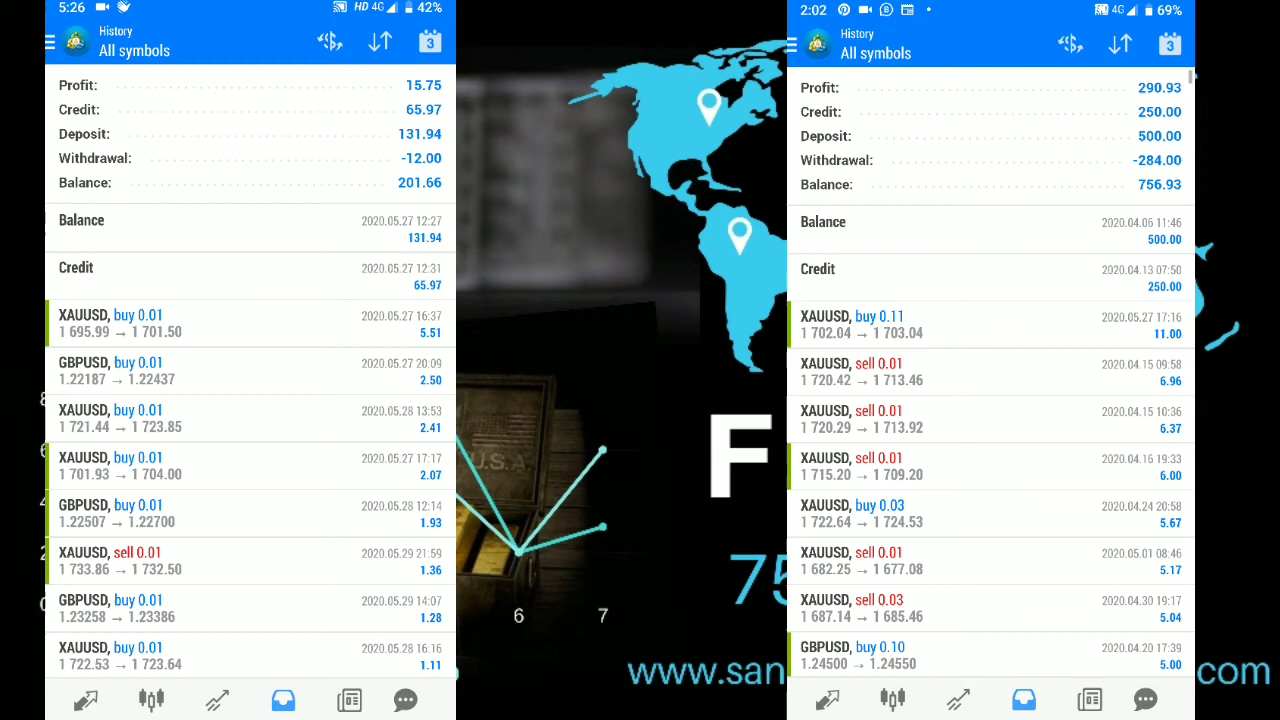 5:26
HD 4G 42%
History
All symbols
3
Profit: 15.75
Credit: 65.97
Deposit: 131.94
Withdrawal: -12.00
Balance: 201.66
Balance 2020.05.27 12:27
131.94
Credit 2020.05.27 12:31
65.97
XAUUSD, buy 0.01 2020.05.27 16:37
1 695.99 → 1 701.50 5.51
GBPUSD, buy 0.01 2020.05.27 20:09
1.22187 → 1.22437 2.50
XAUUSD, buy 0.01 2020.05.28 13:53
1 721.44 → 1 723.85 2.41
XAUUSD, buy 0.01 2020.05.27 17:17
1 701.93 → 1 704.00 2.07
GBPUSD, buy 0.01 2020.05.28 12:14
1.22507 → 1.22700 1.93
XAUUSD, sell 0.01 2020.05.29 21:59
1 733.86 → 1 732.50 1.36
GBPUSD, buy 0.01 2020.05.29 14:07
1.23258 → 1.23386 1.28
XAUUSD, buy 0.01 2020.05.28 16:16
1 722.53 → 1 723.64 1.11
U.S.A
6 7
F
75
www.san
com
2:02
4G 69%
History
All symbols
3
Profit: 290.93
Credit: 250.00
Deposit: 500.00
Withdrawal: -284.00
Balance: 756.93
Balance 2020.04.06 11:46
500.00
Credit 2020.04.13 07:50
250.00
XAUUSD, buy 0.11 2020.05.27 17:16
1 702.04 → 1 703.04 11.00
XAUUSD, sell 0.01 2020.04.15 09:58
1 720.42 → 1 713.46 6.96
XAUUSD, sell 0.01 2020.04.15 10:36
1 720.29 → 1 713.92 6.37
XAUUSD, sell 0.01 2020.04.16 19:33
1 715.20 → 1 709.20 6.00
XAUUSD, buy 0.03 2020.04.24 20:58
1 722.64 → 1 724.53 5.67
XAUUSD, sell 0.01 2020.05.01 08:46
1 682.25 → 1 677.08 5.17
XAUUSD, sell 0.03 2020.04.30 19:17
1 687.14 → 1 685.46 5.04
GBPUSD, buy 0.10 2020.04.20 17:39
1.24500 → 1.24550 5.00